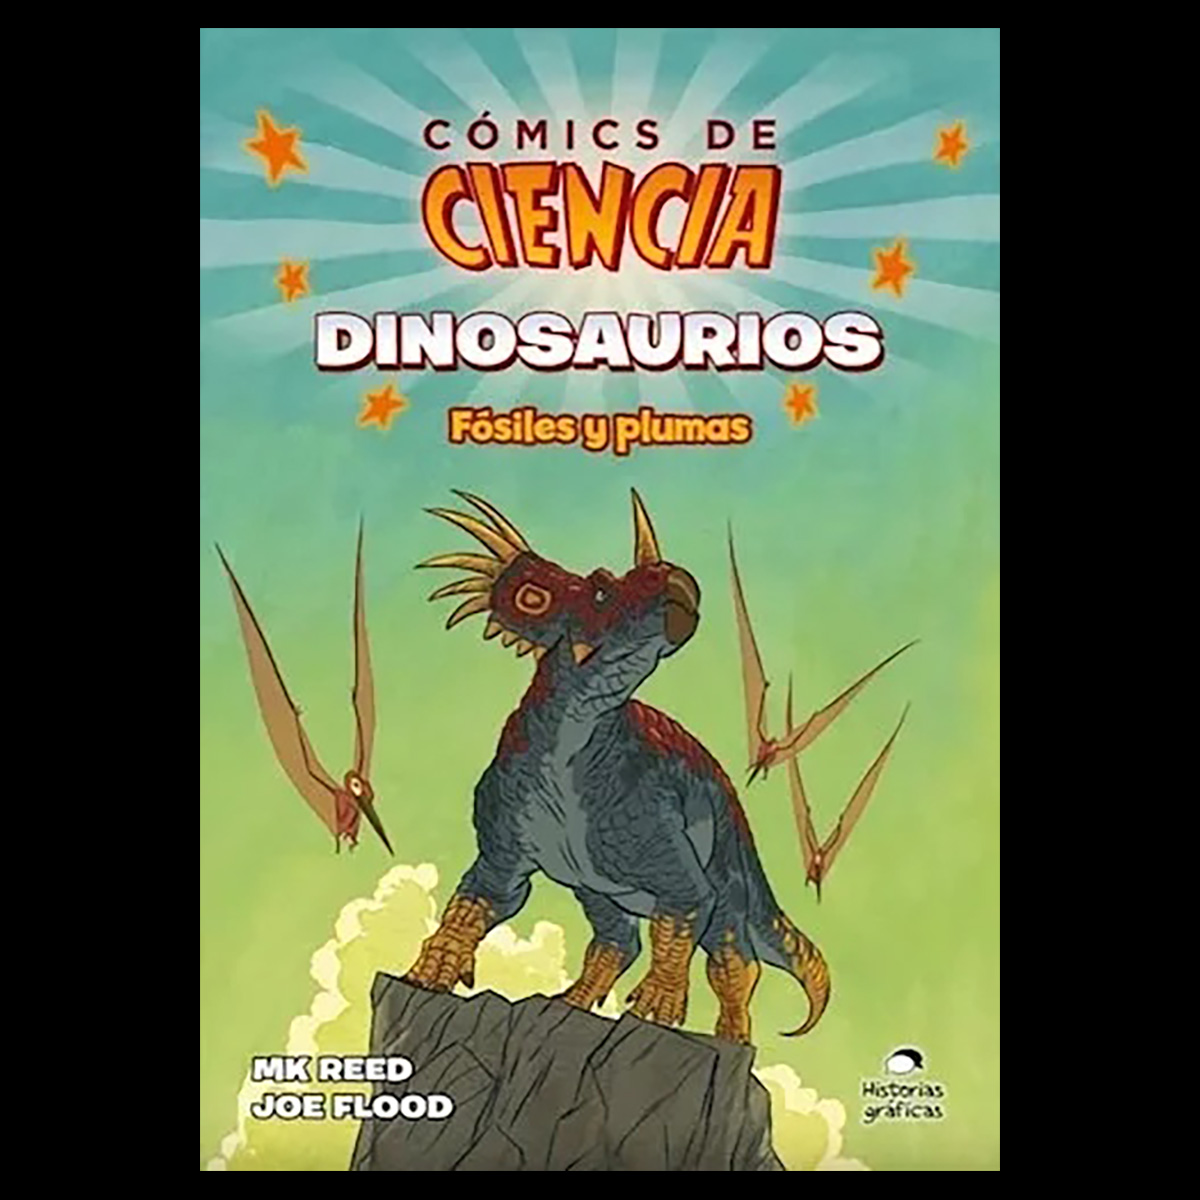 CÓMICS DE
CIENCIA
DINOSAURIOS
Fósiles y plumas
MK REED
JOE FLOOD
Historias
gráficas